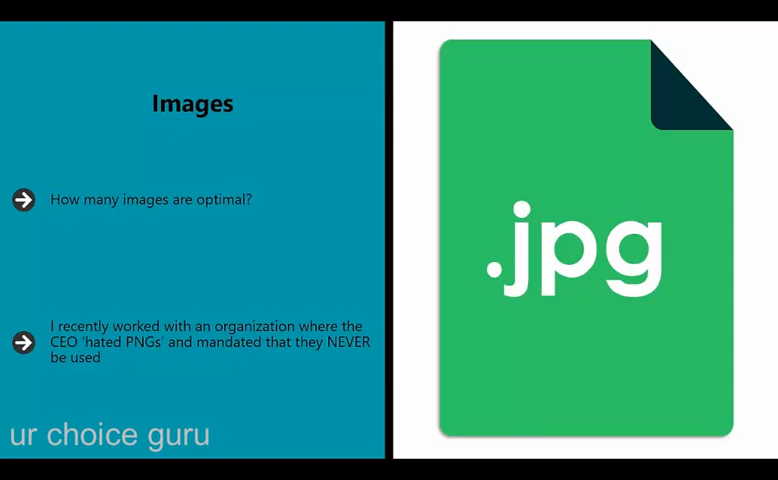 Images
How many images are optimal?
I recently worked with an organization where the
CEO 'hated PNGs' and mandated that they NEVER
be used
ur choice guru
.jpg